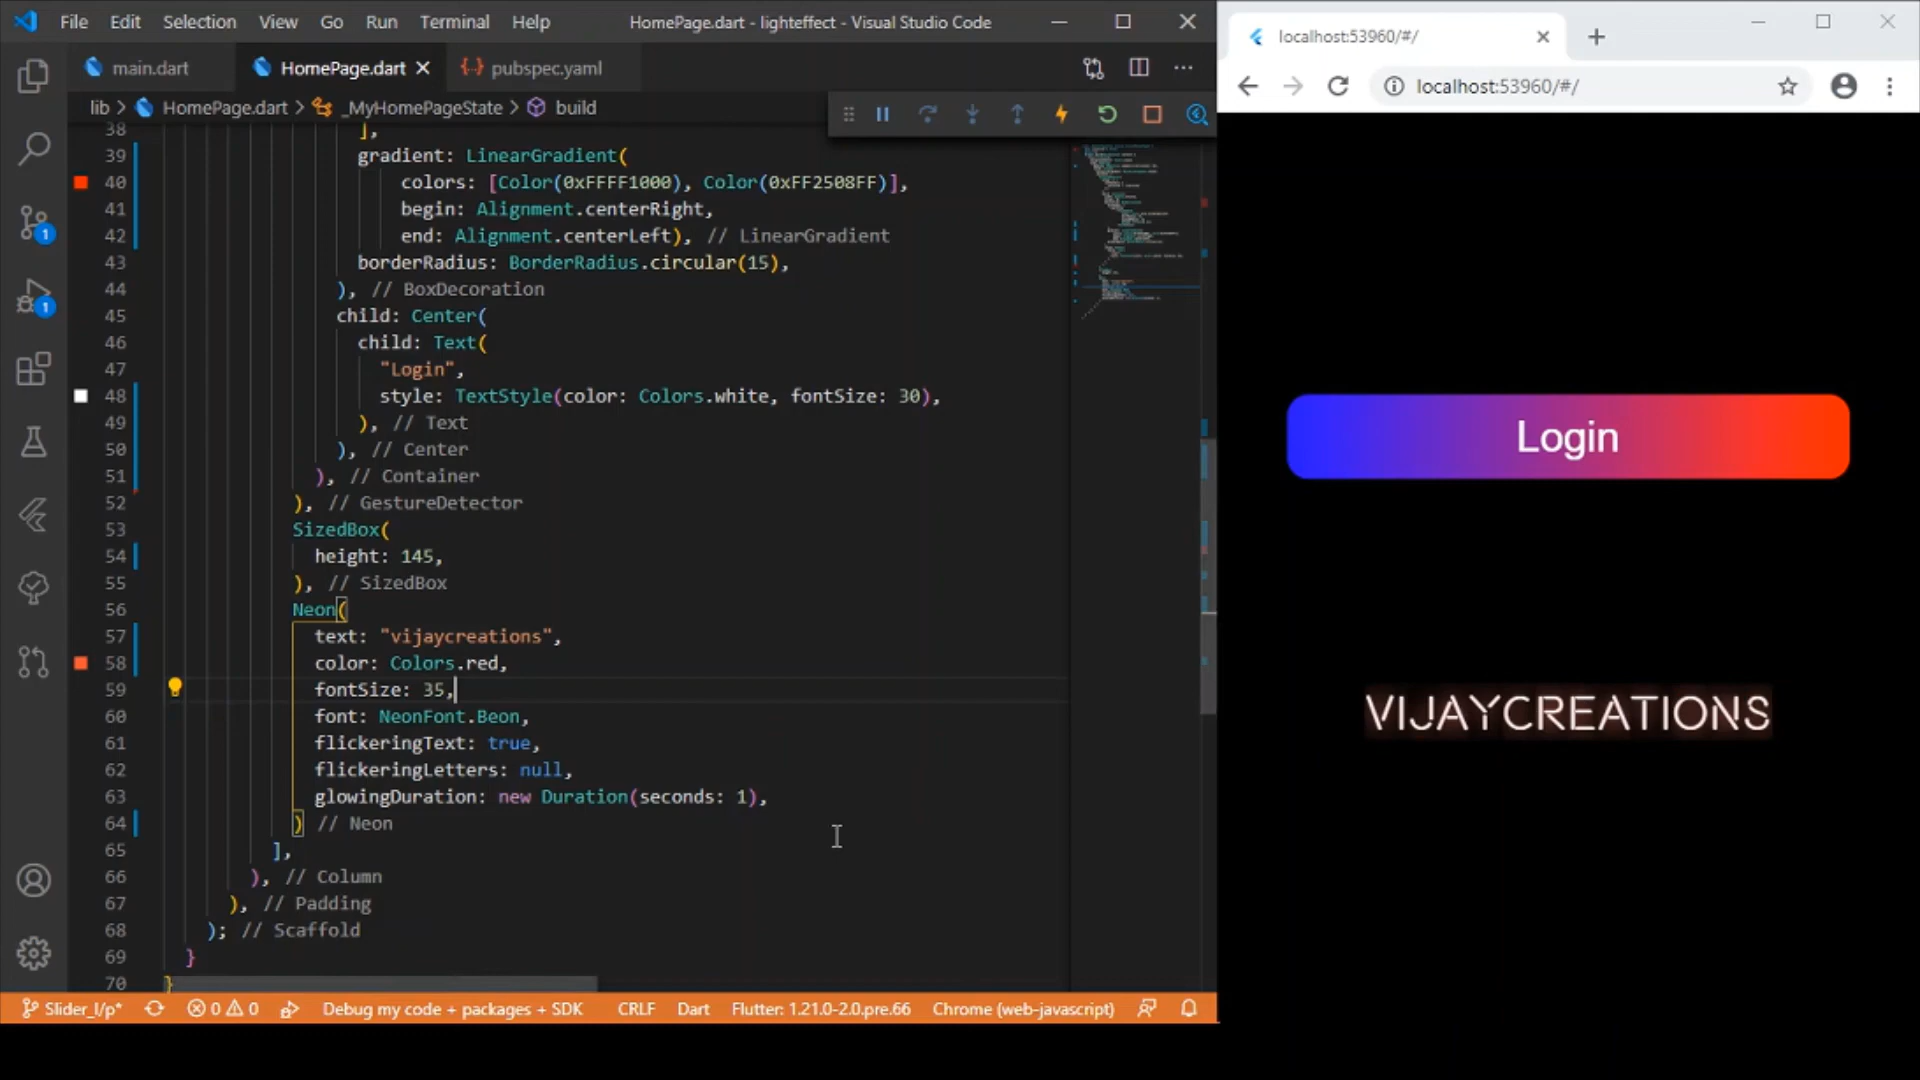 File Edit Selection View Go Run Terminal Help HomePage.dart - lighteffect - Visual Studio Code
main.dart HomePage.dart pubspec.yaml
lib > HomePage.dart > _MyHomePageState > build
38 ],
39 gradient: LinearGradient(
40 colors: [Color(0xFFFF1000), Color(0xFF2508FF)],
41 begin: Alignment.centerRight,
42 end: Alignment.centerLeft), // LinearGradient
43 borderRadius: BorderRadius.circular(15),
44 ), // BoxDecoration
45 child: Center(
46 child: Text(
47 "Login",
48 style: TextStyle(color: Colors.white, fontSize: 30),
49 ), // Text
50 ), // Center
51 ), // Container
52 ), // GestureDetector
53 SizedBox(
54 height: 145,
55 ), // SizedBox
56 Neon(
57 text: "vijaycreations",
58 color: Colors.red,
59 fontSize: 35,
60 font: NeonFont.Beon,
61 flickeringText: true,
62 flickeringLetters: null,
63 glowingDuration: new Duration(seconds: 1),
64 ) // Neon
65 ],
66 ), // Column
67 ), // Padding
68 ); // Scaffold
69 }
70 }
1
1
Slider_l/p* 0 0 Debug my code + packages + SDK CRLF Dart Flutter: 1.21.0-2.0.pre.66 Chrome (web-javascript)
localhost:53960/#/
localhost:53960/#/
Login
VIJAYCREATIONS